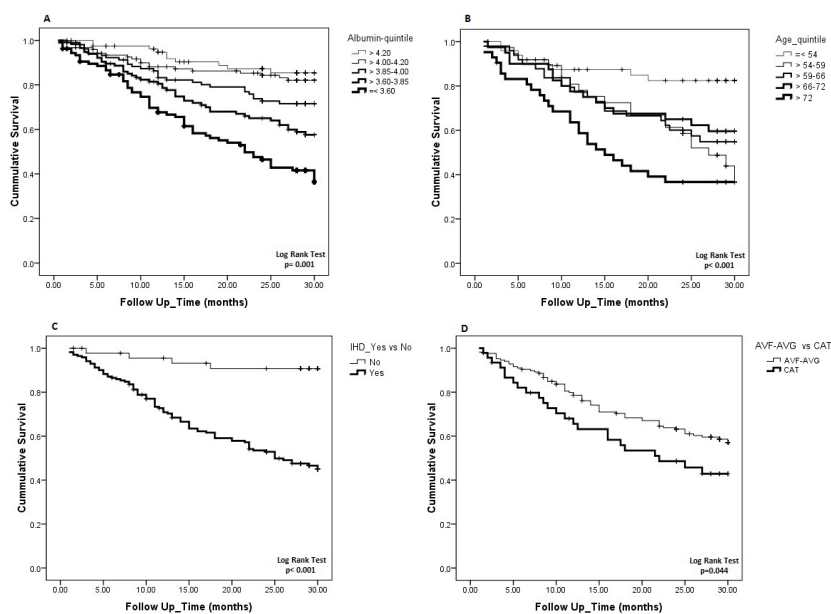 A
Albumin-quintile
> 4.20
> 4.00-4.20
> 3.85-4.00
> 3.60-3.85
=< 3.60
1.0
0.8
0.6
0.4
0.2
0.0
Cummulative Survival
Log Rank Test
p= 0.001
0.00 5.00 10.00 15.00 20.00 25.00 30.00
Follow Up_Time (months)
B
Age_quintile
=< 54
> 54-59
> 59-66
> 66-72
> 72
1.0
0.8
0.6
0.4
0.2
0.0
Cummulative Survival
Log Rank Test
p< 0.001
0.00 5.00 10.00 15.00 20.00 25.00 30.00
Follow Up_Time (months)
C
IHD_Yes vs No
No
Yes
1.0
0.8
0.6
0.4
0.2
0.0
Cummulative Survival
Log Rank Test
p< 0.001
0.00 5.00 10.00 15.00 20.00 25.00 30.00
Follow Up_Time (months)
D
AVF-AVG vs CAT
AVF-AVG
CAT
1.0
0.8
0.6
0.4
0.2
0.0
Cummulative Survival
Log Rank Test
p=0.044
0.00 5.00 10.00 15.00 20.00 25.00 30.00
Follow Up_Time (months)